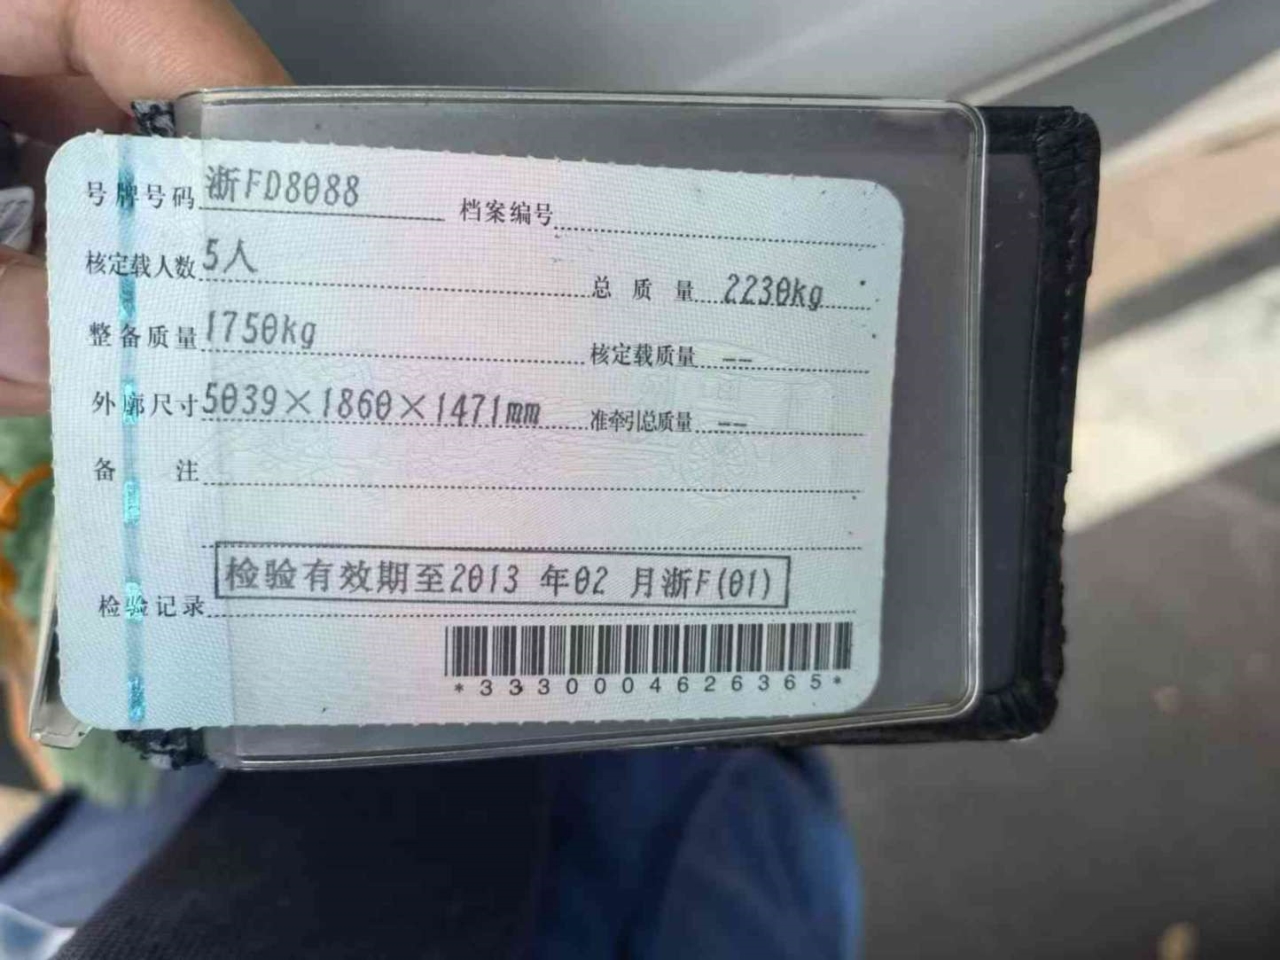 号牌号码 浙FD8088 档案编号
核定载人数 5人 总质量 2230kg
整备质量 1750kg 核定载质量 --
外廓尺寸 5039×1860×1471mm 准牵引总质量 --
备注
检验记录 检验有效期至2013 年02 月浙F(01)
*3330004626365*